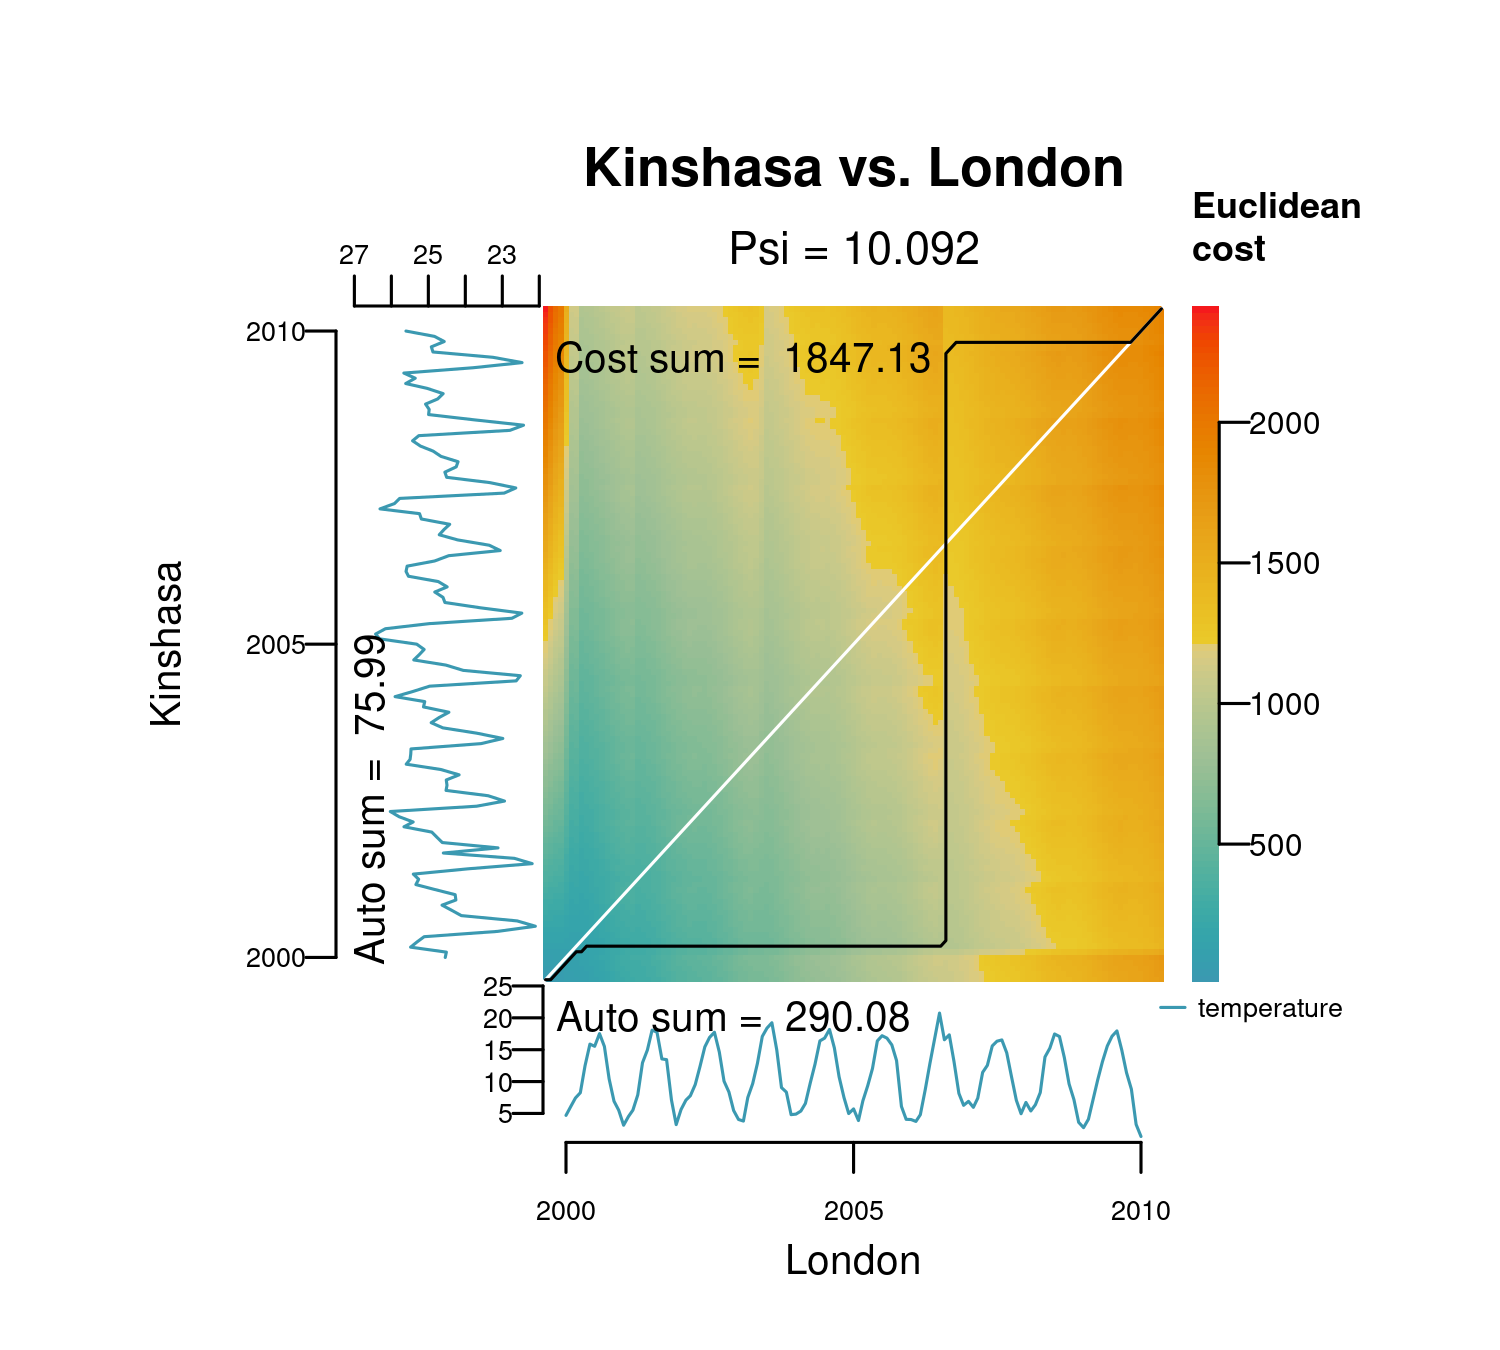 Kinshasa vs. London
Psi = 10.092
Euclidean
cost
27 25 23
2010
2005
2000
Kinshasa
Auto sum = 75.99
Cost sum = 1847.13
2000
1500
1000
500
temperature
25
20
15
10
5
Auto sum = 290.08
2000 2005 2010
London